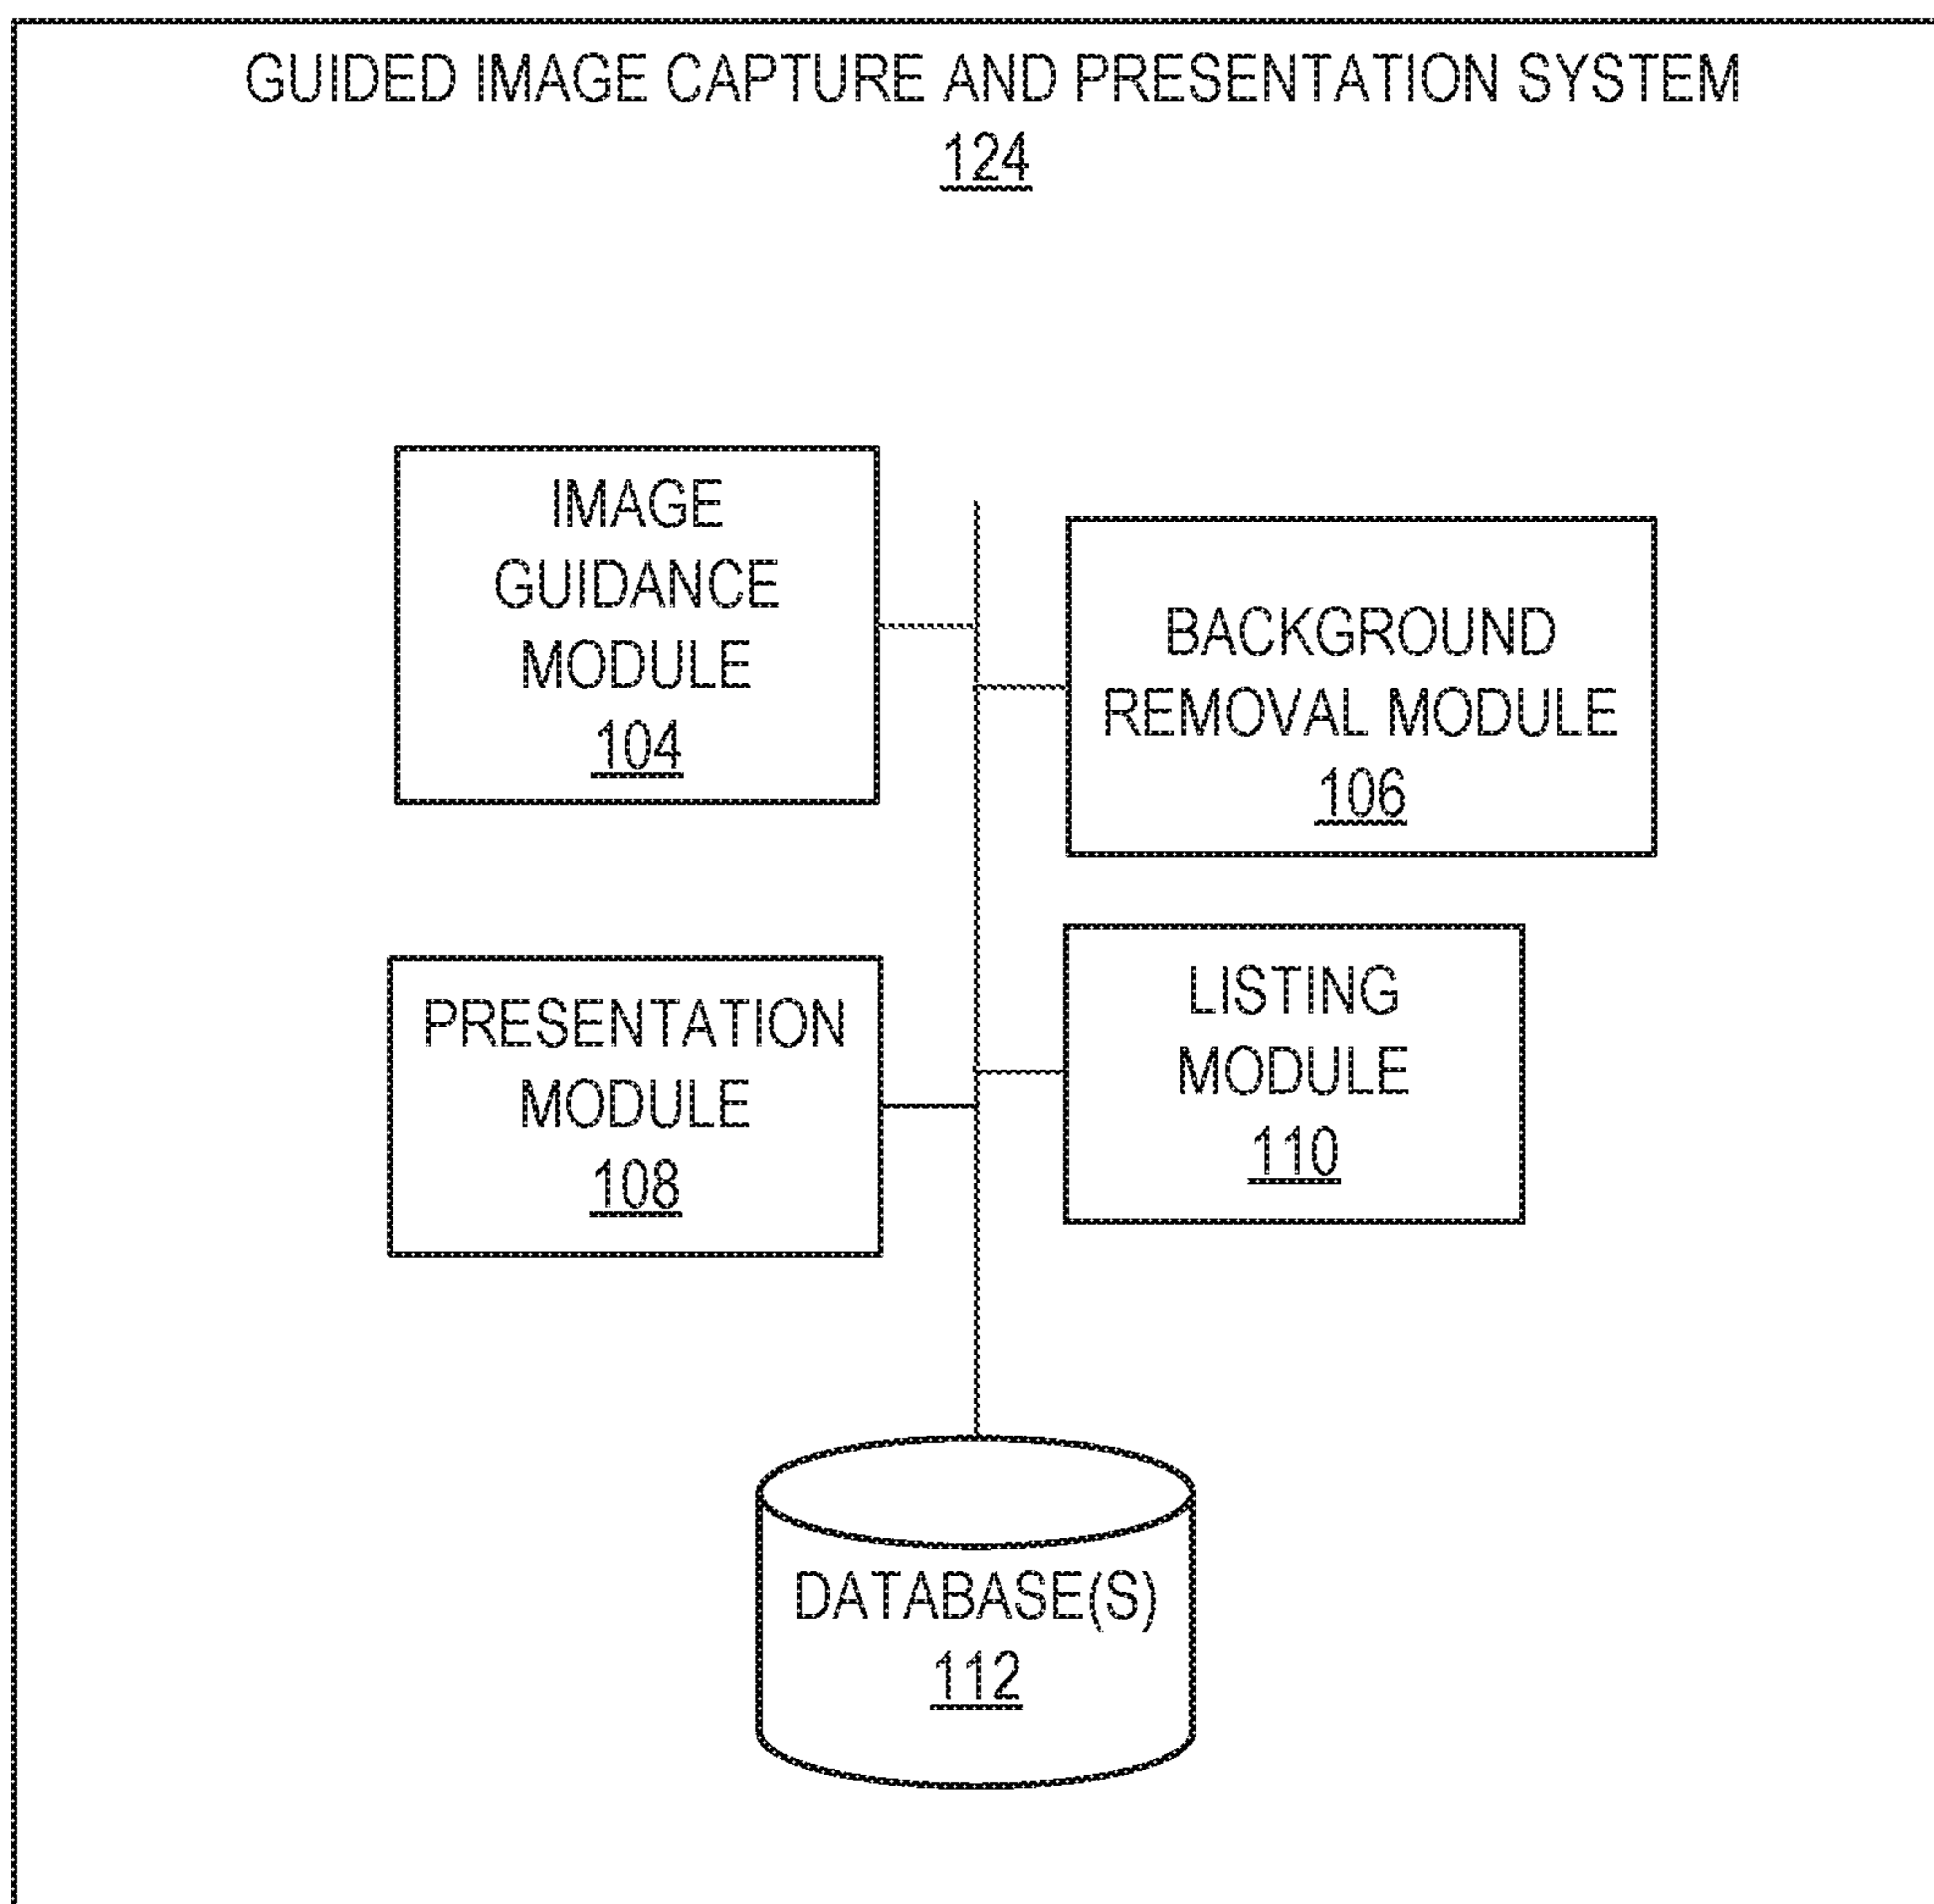 GUIDED IMAGE CAPTURE AND PRESENTATION SYSTEM
124
IMAGE
GUIDANCE
MODULE
104
BACKGROUND
REMOVAL MODULE
106
PRESENTATION
MODULE
108
LISTING
MODULE
110
DATABASE(S)
112